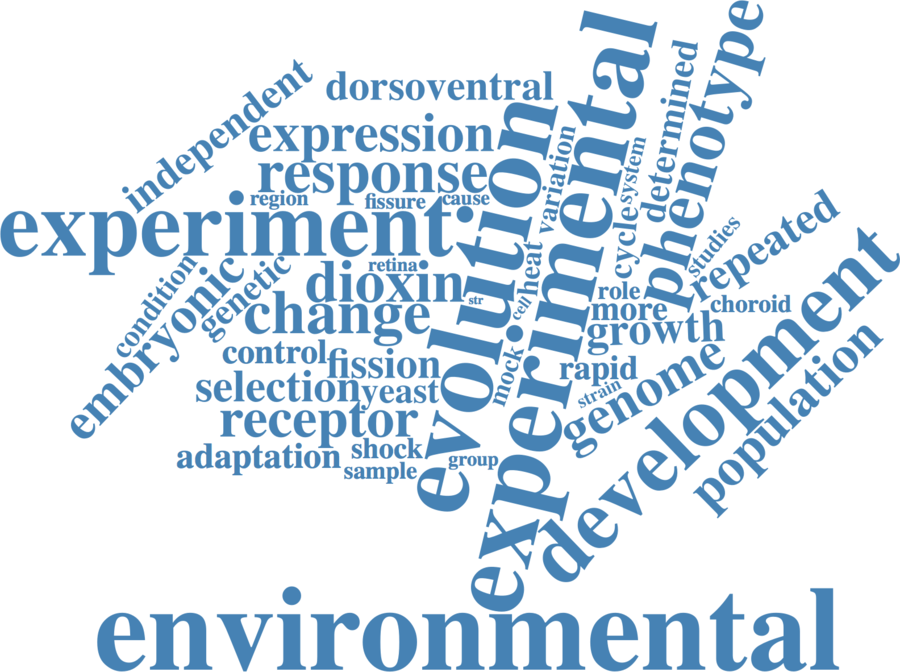 experimental
phenotype
determined
independent
dorsoventral
evolution
expression
variation
system
response
region
fissure
cause
experiment
cycle
studies
repeated
condition
embryonic
genetic
retina
dioxin
str
cell
heat
role
more
choroid
development
change
growth
control
fission
mock
rapid
genome
population
selection
yeast
strain
receptor
adaptation
shock
sample
group
environmental